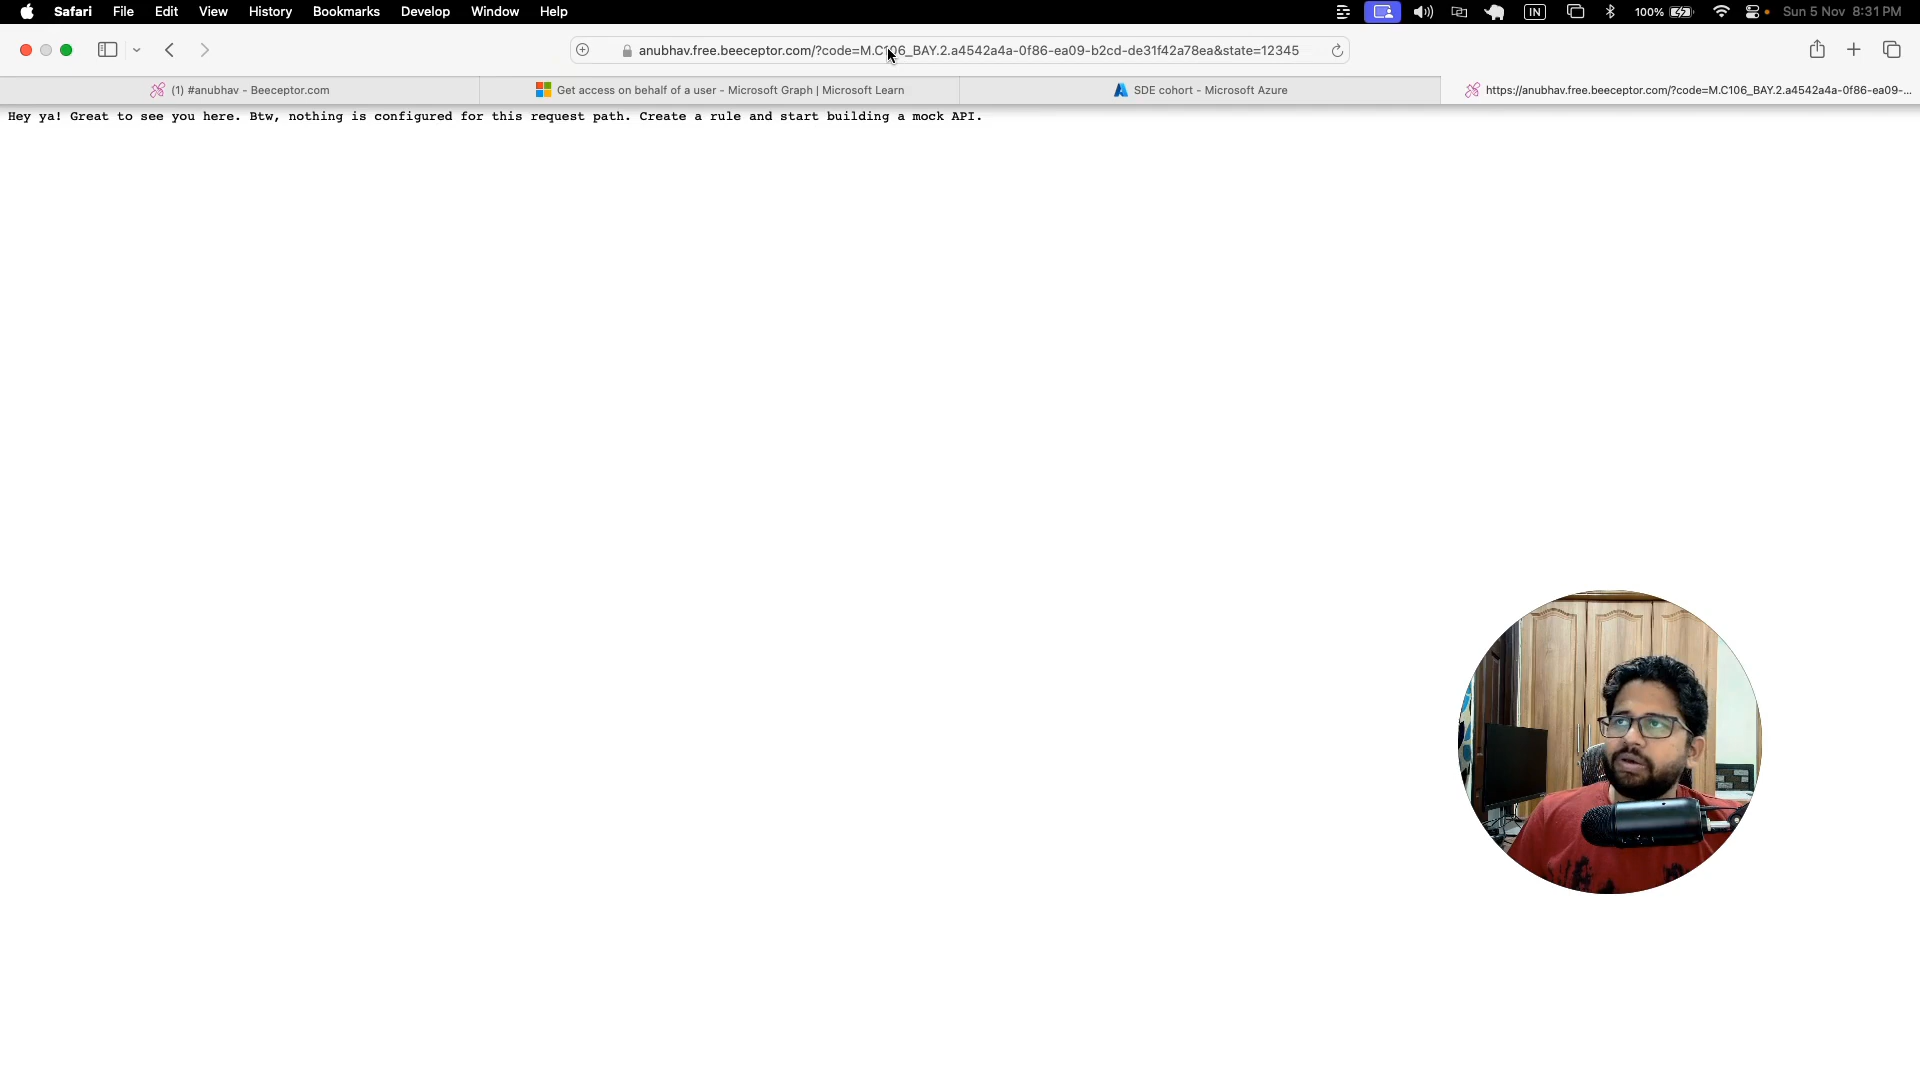 Safari File Edit View History Bookmarks Develop Window Help IN 100% Sun 5 Nov 8:31 PM
anubhav.free.beeceptor.com/?code=M.C106_BAY.2.a4542a4a-0f86-ea09-b2cd-de31f42a78ea&state=12345
(1) #anubhav - Beeceptor.com Get access on behalf of a user - Microsoft Graph | Microsoft Learn SDE cohort - Microsoft Azure https://anubhav.free.beeceptor.com/?code=M.C106_BAY.2.a4542a4a-0f86-ea09-...
Hey ya! Great to see you here. Btw, nothing is configured for this request path. Create a rule and start building a mock API.